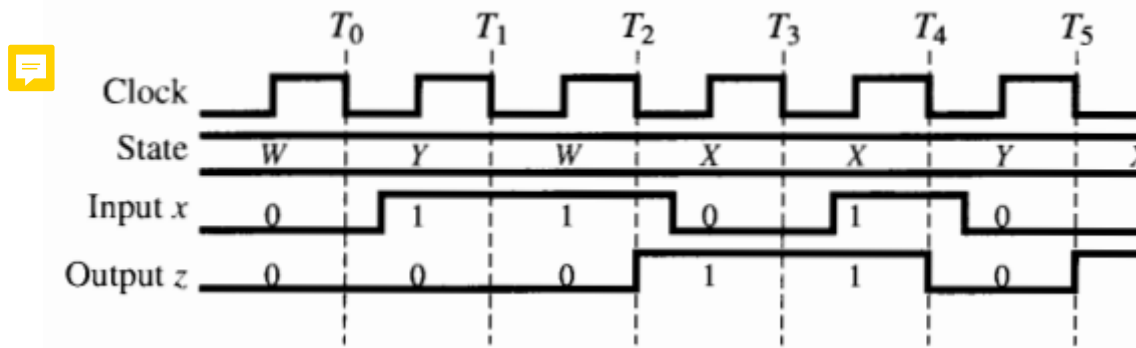 T0 T1 T2 T3 T4 T5
Clock
State W Y W X X Y X
Input x 0 1 1 0 1 0
Output z 0 0 0 1 1 0